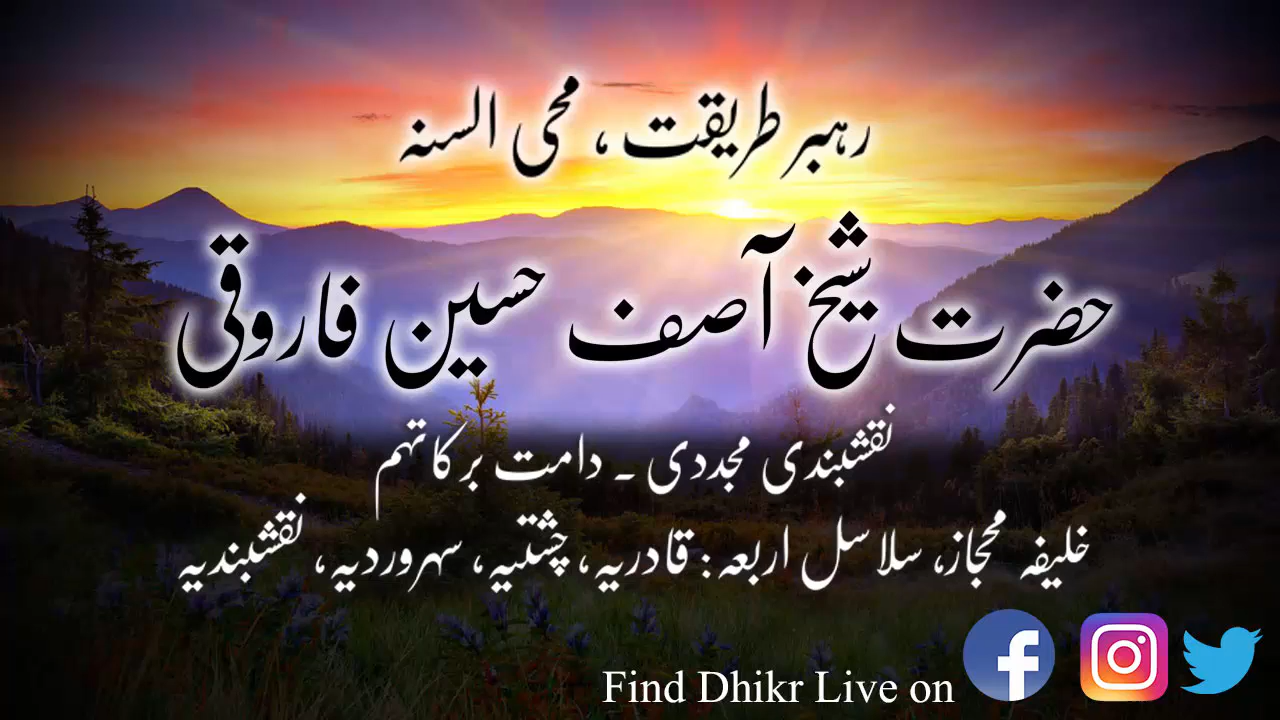 رہبر طریقت ، محی السنہ
حضرت شیخ آصف حسین فاروقی
نقشبندی مجددی ۔ دامت برکاتہم
خلیفہ مجاز، سلاسل اربعہ: قادریہ، چشتیہ، سہروردیہ، نقشبندیہ
Find Dhikr Live on